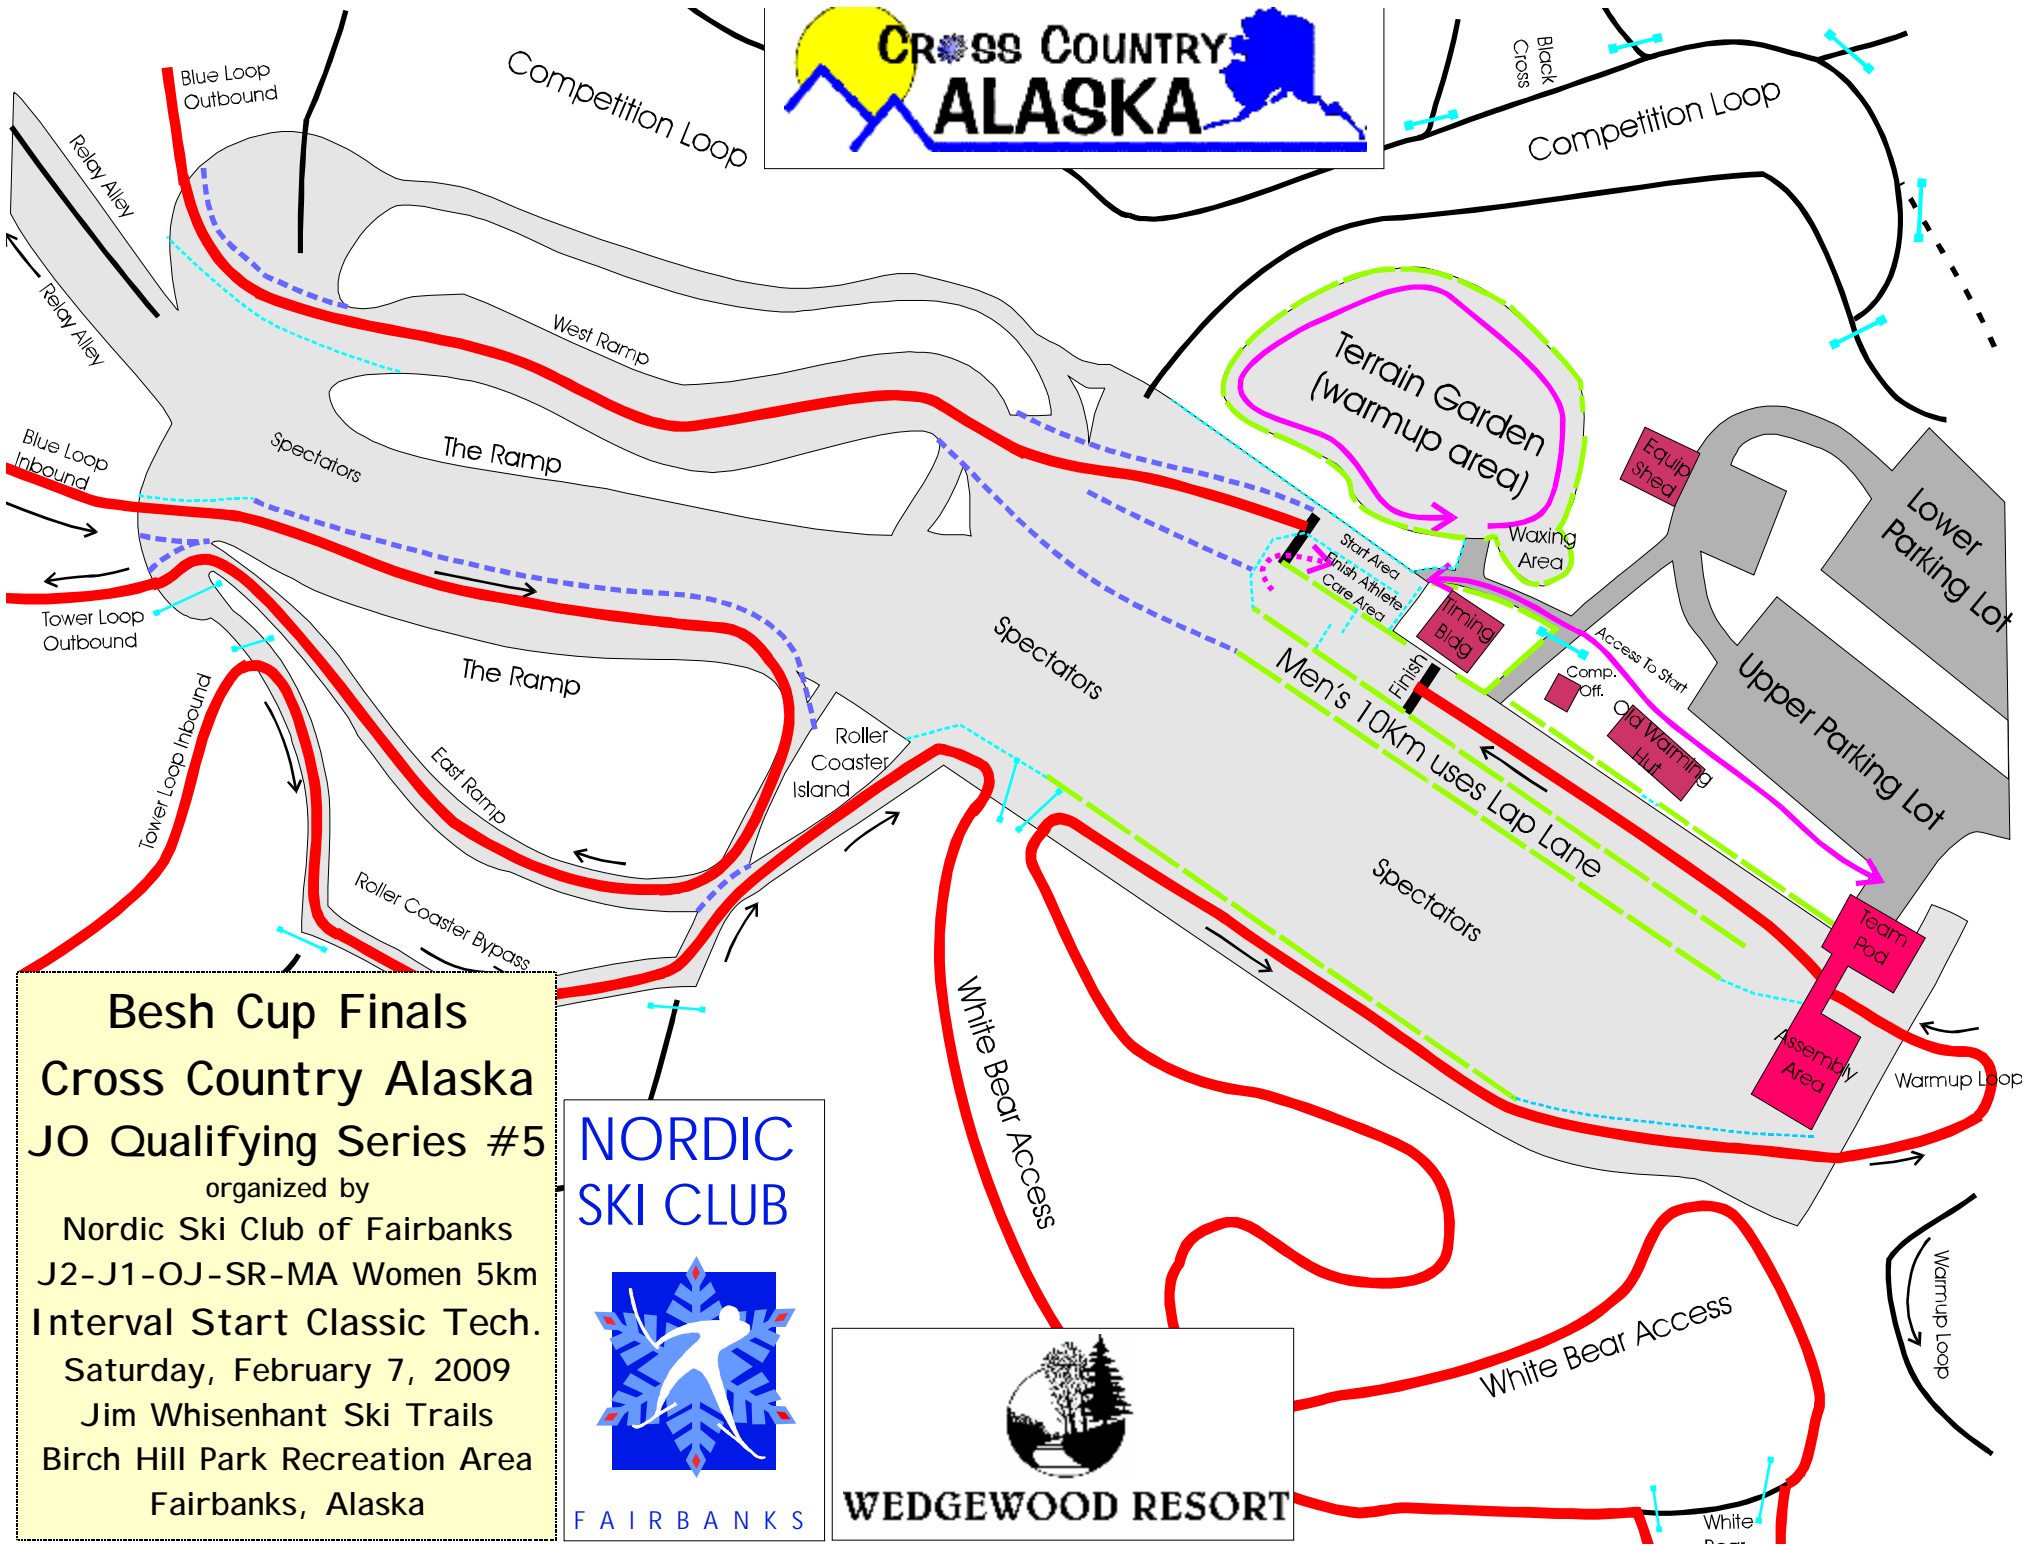 CROSS COUNTRY
ALASKA
Blue Loop
Outbound
Competition Loop
Black
Cross
Competition Loop
Relay Alley
Relay Alley
West Ramp
Terrain Garden
(warmup area)
Equip
Shed
Lower
Parking Lot
Blue Loop
Inbound
Spectators
The Ramp
Waxing
Area
Start Area
Finish Athlete
Care Area
Timing
Bldg
Tower Loop
Outbound
The Ramp
Spectators
Finish
Men's 10Km uses Lap Lane
Access To Start
Comp.
Off.
Old Warming
Hut
Upper Parking Lot
Tower Loop Inbound
East Ramp
Roller
Coaster
Island
Roller Coaster Bypass
Spectators
Team
Pod
Assembly
Area
Warmup Loop
White Bear Access
Besh Cup Finals
Cross Country Alaska
JO Qualifying Series #5
organized by
Nordic Ski Club of Fairbanks
J2-J1-OJ-SR-MA Women 5km
Interval Start Classic Tech.
Saturday, February 7, 2009
Jim Whisenhant Ski Trails
Birch Hill Park Recreation Area
Fairbanks, Alaska
NORDIC
SKI CLUB
FAIRBANKS
WEDGEWOOD RESORT
White Bear Access
Warmup Loop
White